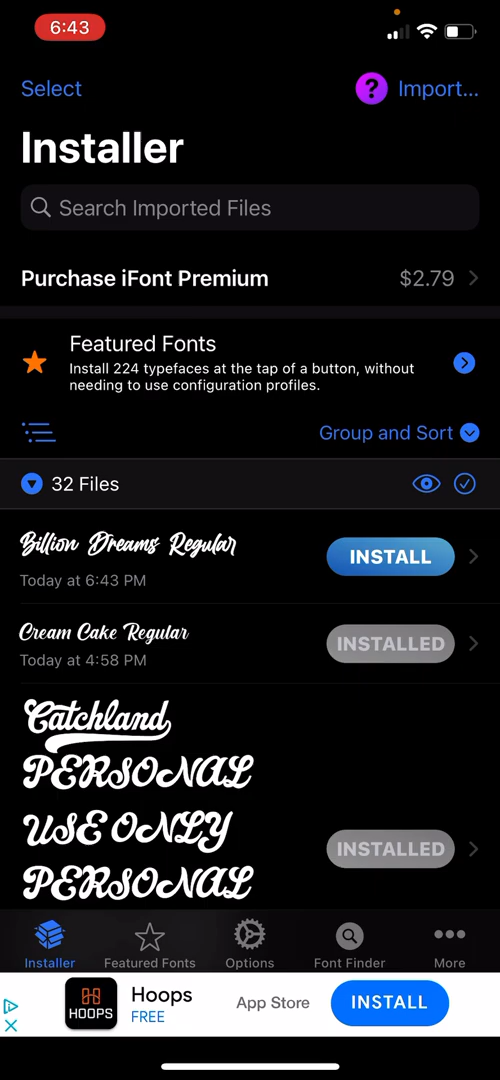 6:43
Select
? Import...
Installer
Search Imported Files
Purchase iFont Premium $2.79
Featured Fonts
Install 224 typefaces at the tap of a button, without
needing to use configuration profiles.
Group and Sort
32 Files
Billion Dreams Regular
INSTALL
Today at 6:43 PM
Cream Cake Regular
INSTALLED
Today at 4:58 PM
Catchland
PERSONAL
USE ONLY
INSTALLED
PERSONAL
Installer Featured Fonts Options Font Finder More
HOOPS
Hoops
FREE
App Store
INSTALL